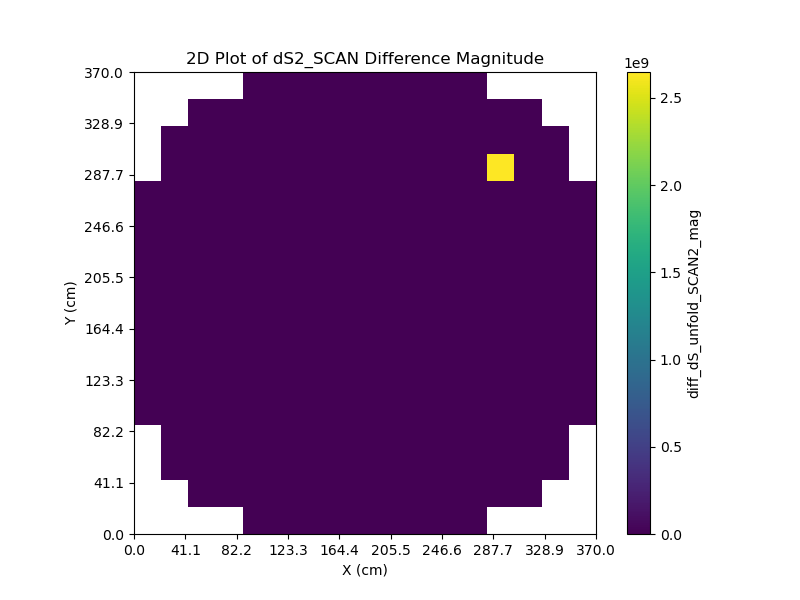 2D Plot of dS2_SCAN Difference Magnitude
1e9
370.0
328.9
287.7
246.6
205.5
164.4
123.3
82.2
41.1
0.0
Y (cm)
0.0 41.1 82.2 123.3 164.4 205.5 246.6 287.7 328.9 370.0
X (cm)
2.5
2.0
1.5
1.0
0.5
0.0
diff_dS_unfold_SCAN2_mag